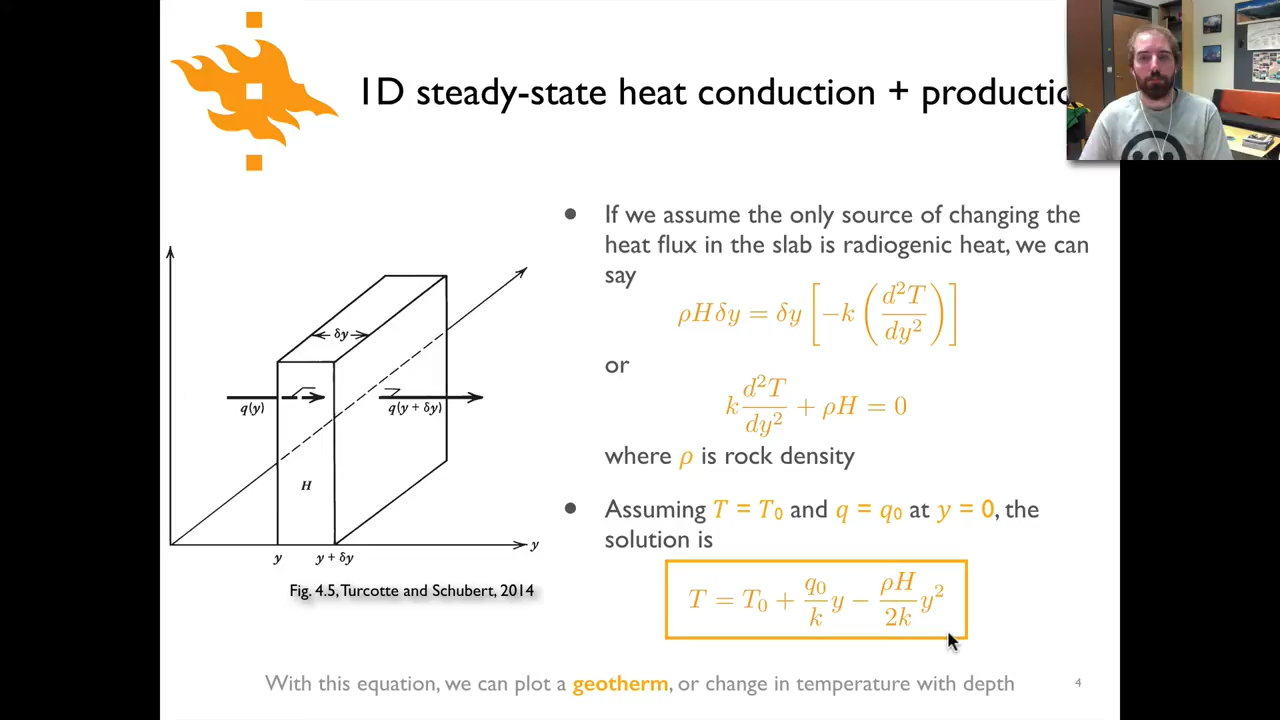 1D steady-state heat conduction + productio
δy
q(y)
q(y + δy)
H
y
y
y + δy
Fig. 4.5, Turcotte and Schubert, 2014
• If we assume the only source of changing the
heat flux in the slab is radiogenic heat, we can
say
ρHδy = δy [−k (d²T/dy²)]
or
k d²T/dy² + ρH = 0
where ρ is rock density
• Assuming T = T₀ and q = q₀ at y = 0, the
solution is
T = T₀ + q₀/k y − ρH/2k y²
With this equation, we can plot a geotherm, or change in temperature with depth
4